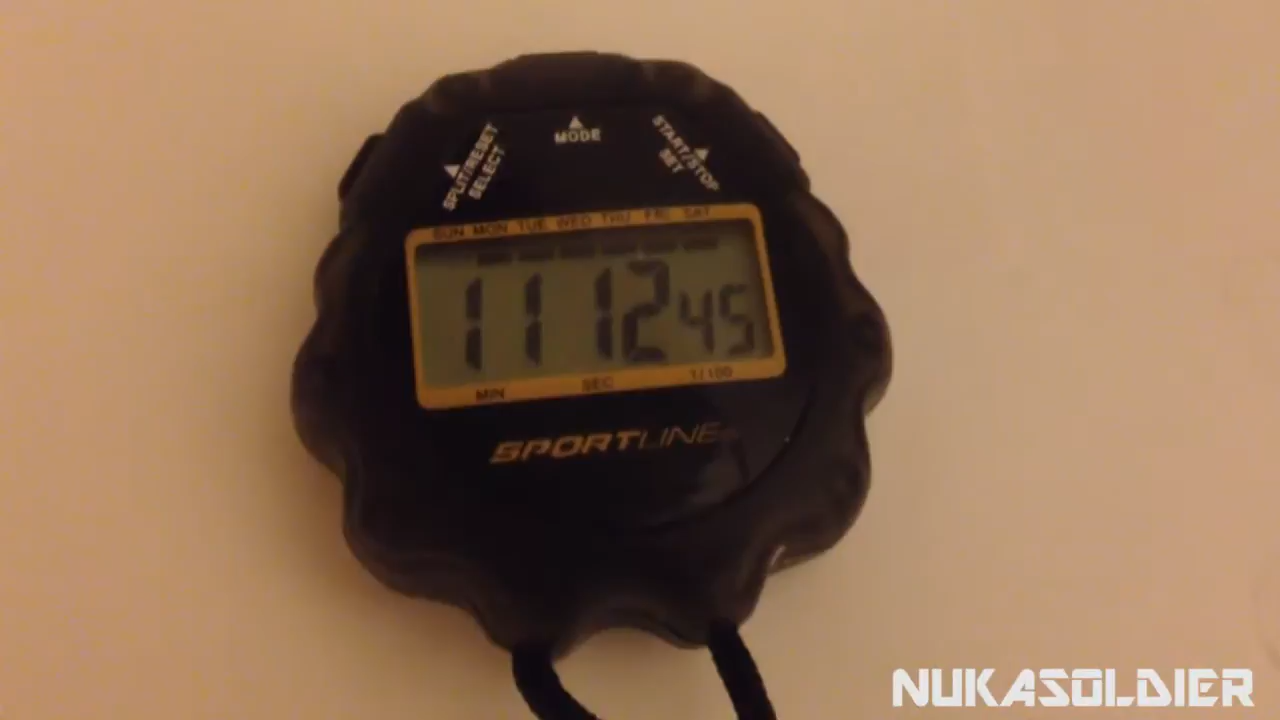 MODE
SPLIT/RESET
SELECT
START/STOP
SET
SUN MON TUE WED THU FRI SAT
11 12 45
MIN SEC 1/100
SPORTLINE
NUKASOLDIER